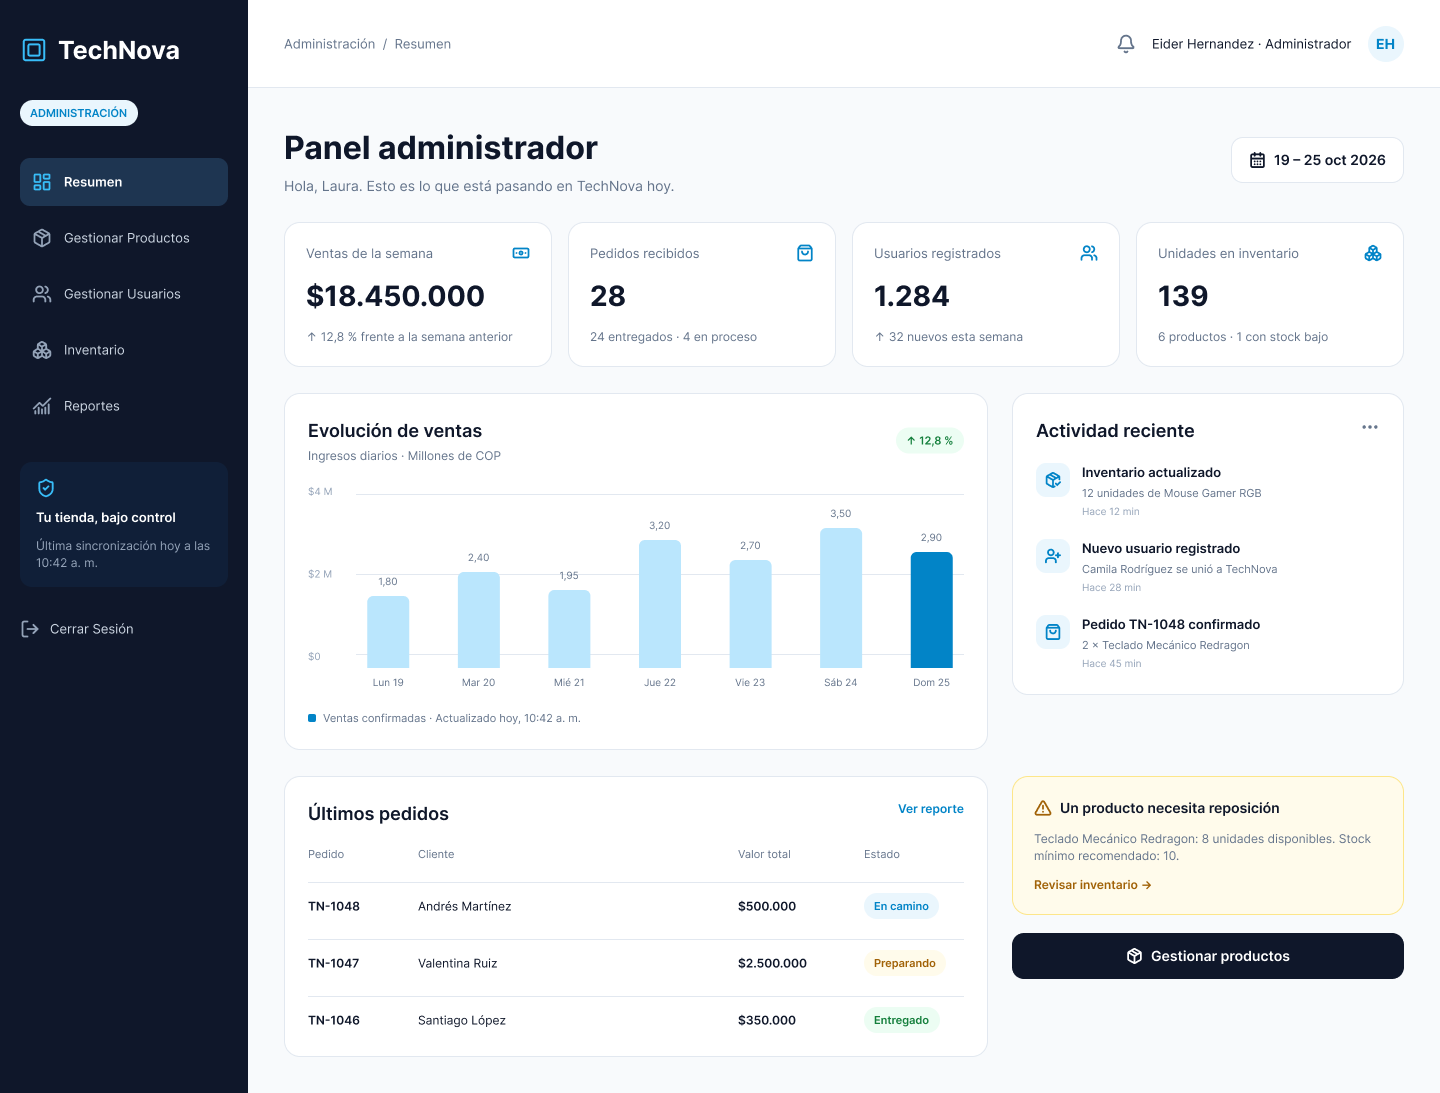 TechNova
ADMINISTRACIÓN
Resumen
Gestionar Productos
Gestionar Usuarios
Inventario
Reportes
Tu tienda, bajo control
Última sincronización hoy a las
10:42 a. m.
Cerrar Sesión
Administración / Resumen
Eider Hernandez · Administrador
EH
Panel administrador
Hola, Laura. Esto es lo que está pasando en TechNova hoy.
19 – 25 oct 2026
Ventas de la semana
$18.450.000
↑ 12,8 % frente a la semana anterior
Pedidos recibidos
28
24 entregados · 4 en proceso
Usuarios registrados
1.284
↑ 32 nuevos esta semana
Unidades en inventario
139
6 productos · 1 con stock bajo
Evolución de ventas
Ingresos diarios · Millones de COP
↑ 12,8 %
$4 M
$2 M
$0
1,80
2,40
1,95
3,20
2,70
3,50
2,90
Lun 19
Mar 20
Mié 21
Jue 22
Vie 23
Sáb 24
Dom 25
Ventas confirmadas · Actualizado hoy, 10:42 a. m.
Actividad reciente
Inventario actualizado
12 unidades de Mouse Gamer RGB
Hace 12 min
Nuevo usuario registrado
Camila Rodríguez se unió a TechNova
Hace 28 min
Pedido TN-1048 confirmado
2 × Teclado Mecánico Redragon
Hace 45 min
Últimos pedidos
Ver reporte
Pedido Cliente Valor total Estado
TN-1048 Andrés Martínez $500.000 En camino
TN-1047 Valentina Ruiz $2.500.000 Preparando
TN-1046 Santiago López $350.000 Entregado
Un producto necesita reposición
Teclado Mecánico Redragon: 8 unidades disponibles. Stock
mínimo recomendado: 10.
Revisar inventario →
Gestionar productos